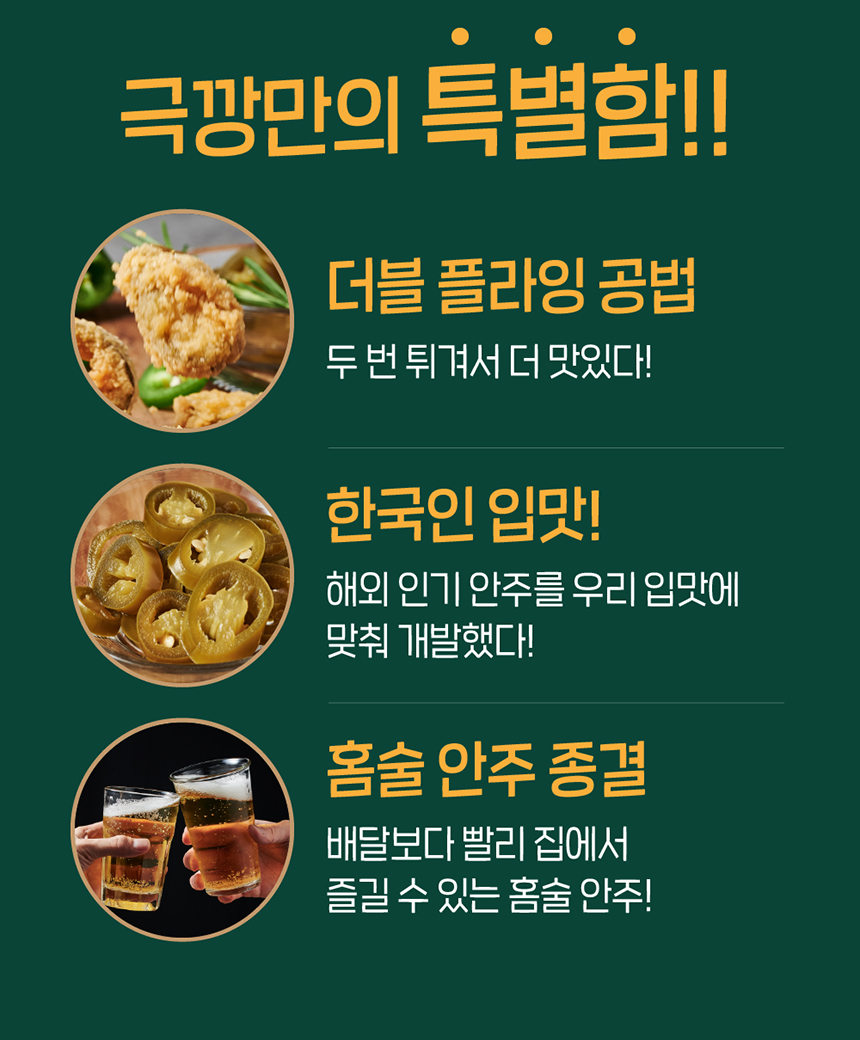 극깡만의 특별함!!
더블 플라잉 공법
두 번 튀겨서 더 맛있다!
한국인 입맛!
해외 인기 안주를 우리 입맛에
맞춰 개발했다!
홈술 안주 종결
배달보다 빨리 집에서
즐길 수 있는 홈술 안주!